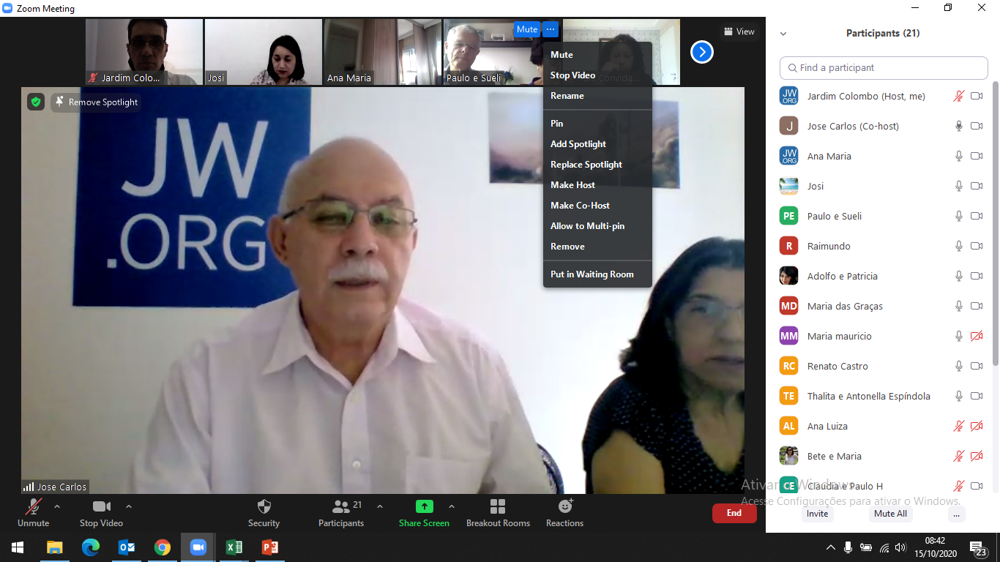 Zoom Meeting
Jardim Colo...
Josi
Ana Maria
Paulo e Sueli
Convida...
Mute
...
View
Remove Spotlight
JW
.ORG
Mute
Stop Video
Rename
Pin
Add Spotlight
Replace Spotlight
Make Host
Make Co-Host
Allow to Multi-pin
Remove
Put in Waiting Room
Jose Carlos
Participants (21)
Find a participant
JW ORG Jardim Colombo (Host, me)
J Jose Carlos (Co-host)
JW ORG Ana Maria
Josi
PE Paulo e Sueli
R Raimundo
Adolfo e Patricia
MD Maria das Graças
MM Maria mauricio
RC Renato Castro
TE Thalita e Antonella Espíndola
AL Ana Luiza
Bete e Maria
CE Claudia e Paulo H
Ativar o Windows
Acesse Configurações para ativar o Windows.
Invite
Mute All
...
Unmute
Stop Video
Security
Participants
21
Share Screen
Breakout Rooms
Reactions
End
08:42
15/10/2020
23